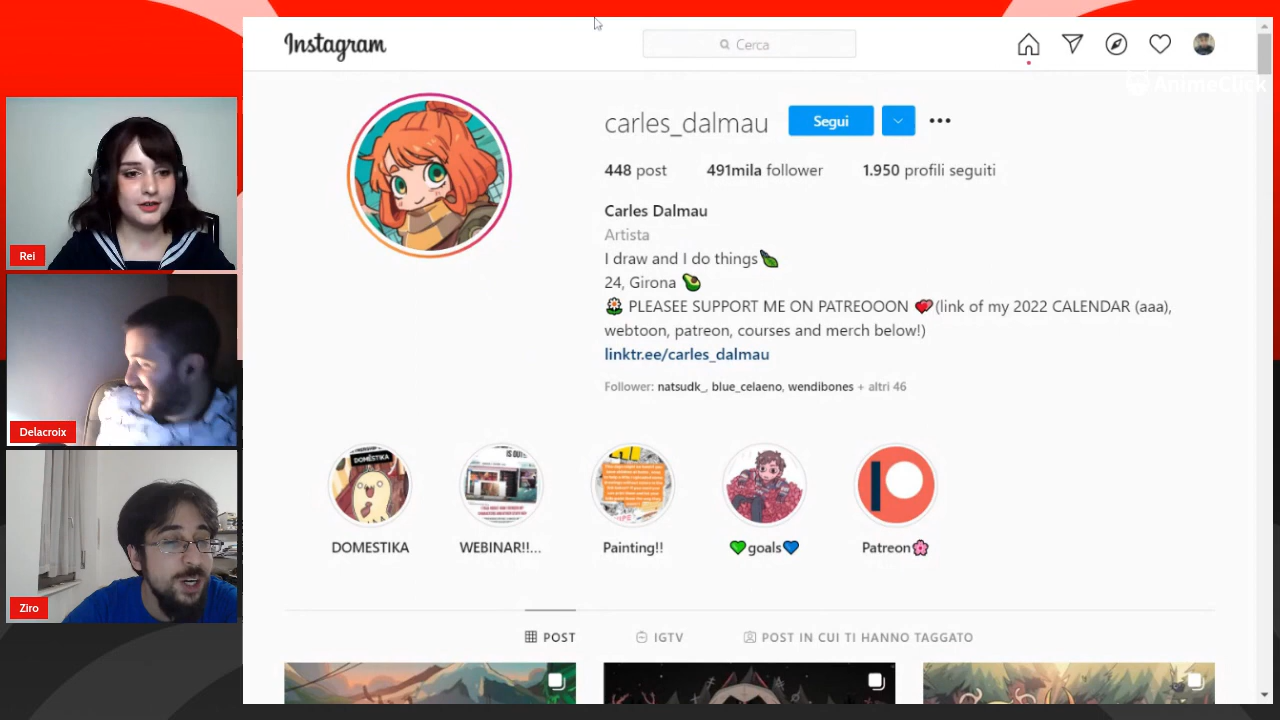 Instagram
Cerca
AnimeClick
carles_dalmau
Segui
448 post
491mila follower
1.950 profili seguiti
Carles Dalmau
Artista
I draw and I do things
24, Girona
PLEASEE SUPPORT ME ON PATREOOON (link of my 2022 CALENDAR (aaa),
webtoon, patreon, courses and merch below!)
linktr.ee/carles_dalmau
Follower: natsudk_, blue_celaeno, wendibones + altri 46
DOMESTIKA
DOMESTIKA
WEBINAR!!...
Painting!!
goals
Patreon
POST
IGTV
POST IN CUI TI HANNO TAGGATO
Rei
Delacroix
Ziro